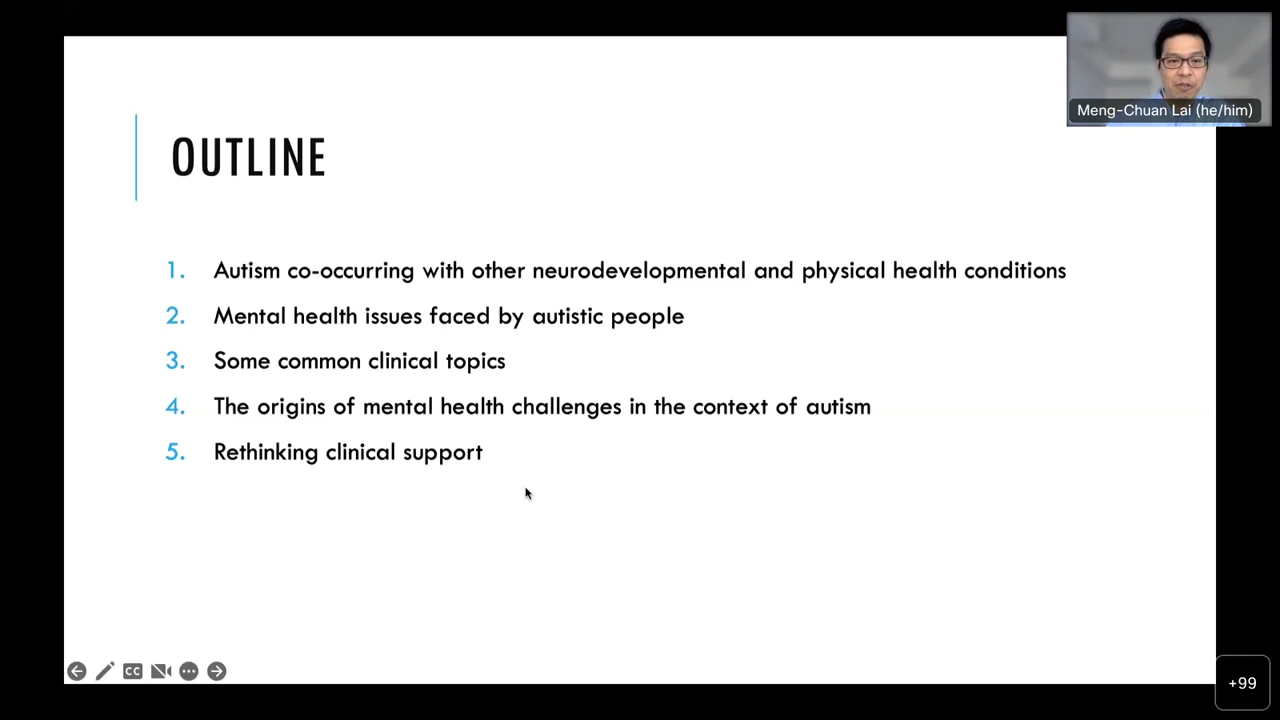 Meng-Chuan Lai (he/him)
OUTLINE
1. Autism co-occurring with other neurodevelopmental and physical health conditions
2. Mental health issues faced by autistic people
3. Some common clinical topics
4. The origins of mental health challenges in the context of autism
5. Rethinking clinical support
CC
+99